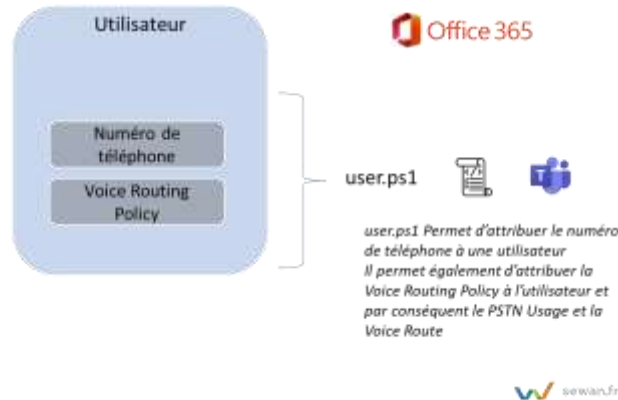 Utilisateur
Office 365
Numéro de
téléphone
Voice Routing
Policy
user.ps1
user.ps1 Permet d'attribuer le numéro
de téléphone à une utilisateur
Il permet également d'attribuer la
Voice Routing Policy à l'utilisateur et
par conséquent le PSTN Usage et la
Voice Route
sewan.fr